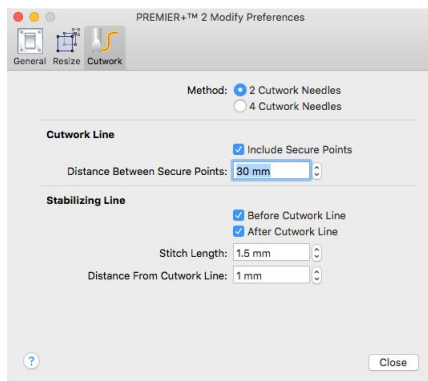 PREMIER+™ 2 Modify Preferences
General Resize Cutwork
Method: 2 Cutwork Needles
4 Cutwork Needles
Cutwork Line
Include Secure Points
Distance Between Secure Points: 30 mm
Stabilizing Line
Before Cutwork Line
After Cutwork Line
Stitch Length: 1.5 mm
Distance From Cutwork Line: 1 mm
? Close